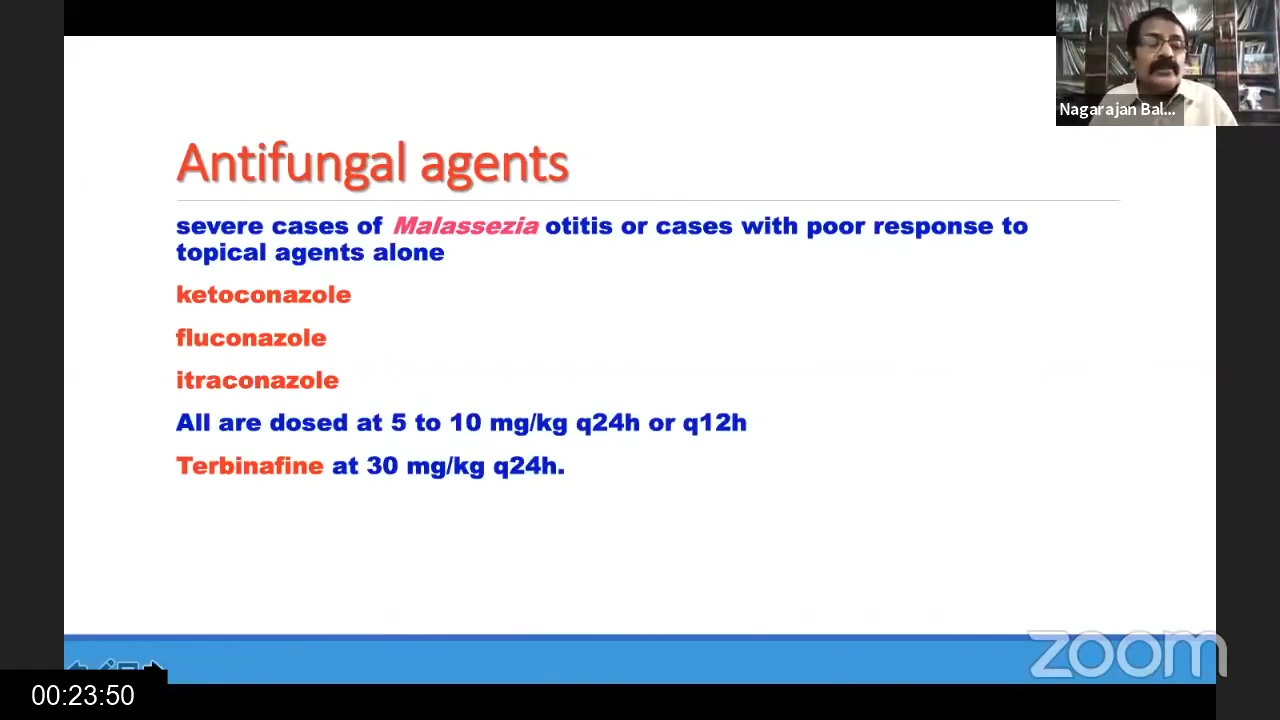 Nagarajan Bal...
Antifungal agents
severe cases of Malassezia otitis or cases with poor response to
topical agents alone
ketoconazole
fluconazole
itraconazole
All are dosed at 5 to 10 mg/kg q24h or q12h
Terbinafine at 30 mg/kg q24h.
zoom
00:23:50